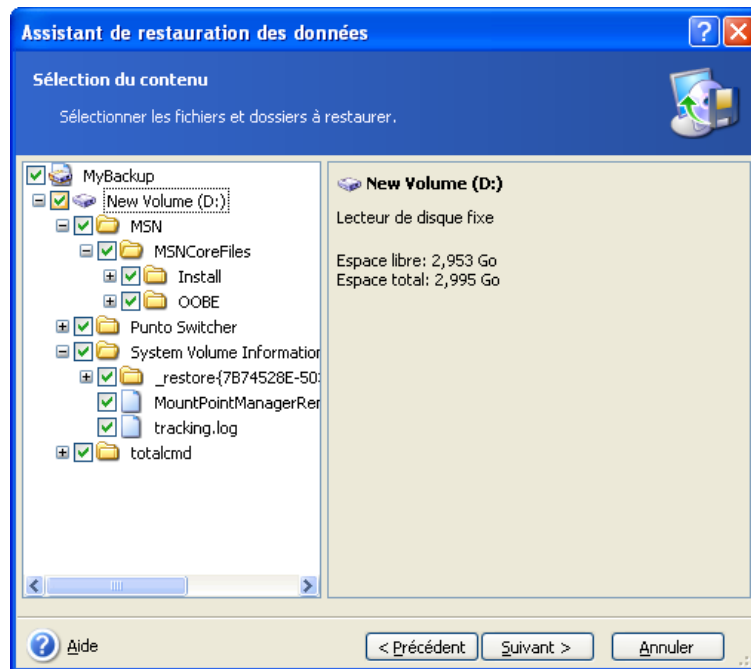 Assistant de restauration des données
Sélection du contenu
Sélectionner les fichiers et dossiers à restaurer.
MyBackup
New Volume (D:)
MSN
MSNCoreFiles
Install
OOBE
Punto Switcher
System Volume Information
_restore{7B74528E-50
MountPointManagerRer
tracking.log
totalcmd
New Volume (D:)
Lecteur de disque fixe
Espace libre: 2,953 Go
Espace total: 2,995 Go
Aide
< Précédent
Suivant >
Annuler